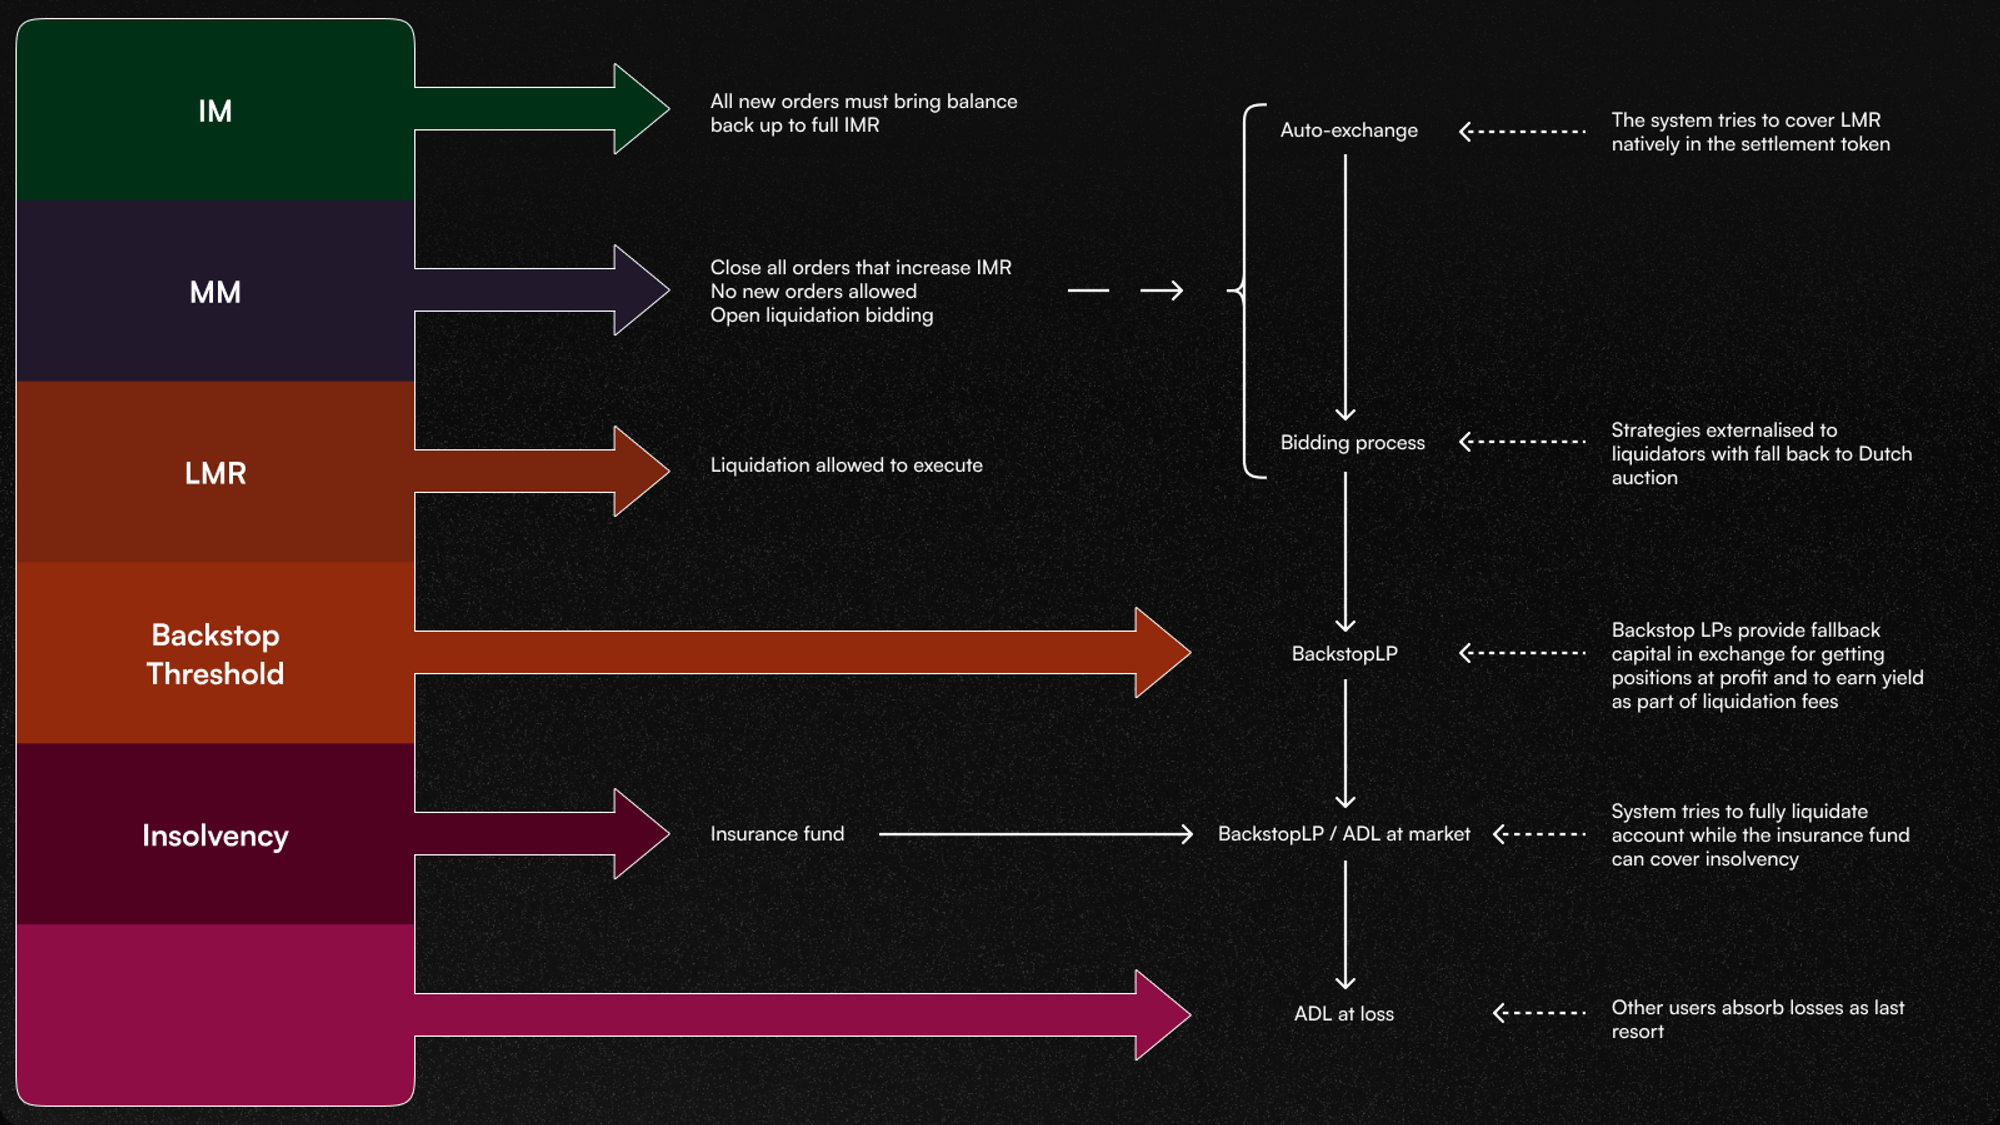 IM
All new orders must bring balance
back up to full IMR
Auto-exchange
The system tries to cover LMR
natively in the settlement token
MM
Close all orders that increase IMR
No new orders allowed
Open liquidation bidding
LMR
Liquidation allowed to execute
Bidding process
Strategies externalised to
liquidators with fall back to Dutch
auction
Backstop
Threshold
BackstopLP
Backstop LPs provide fallback
capital in exchange for getting
positions at profit and to earn yield
as part of liquidation fees
Insolvency
Insurance fund
BackstopLP / ADL at market
System tries to fully liquidate
account while the insurance fund
can cover insolvency
ADL at loss
Other users absorb losses as last
resort